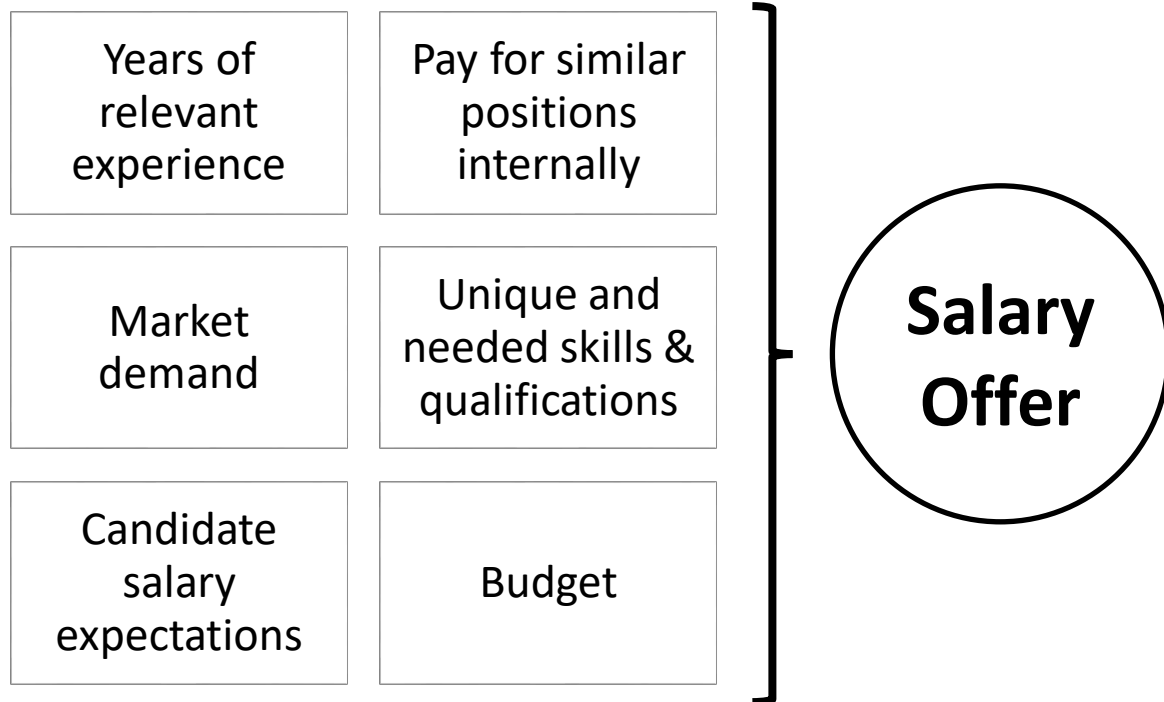 Years of
relevant
experience
Pay for similar
positions
internally
Market
demand
Unique and
needed skills &
qualifications
Candidate
salary
expectations
Budget
Salary
Offer